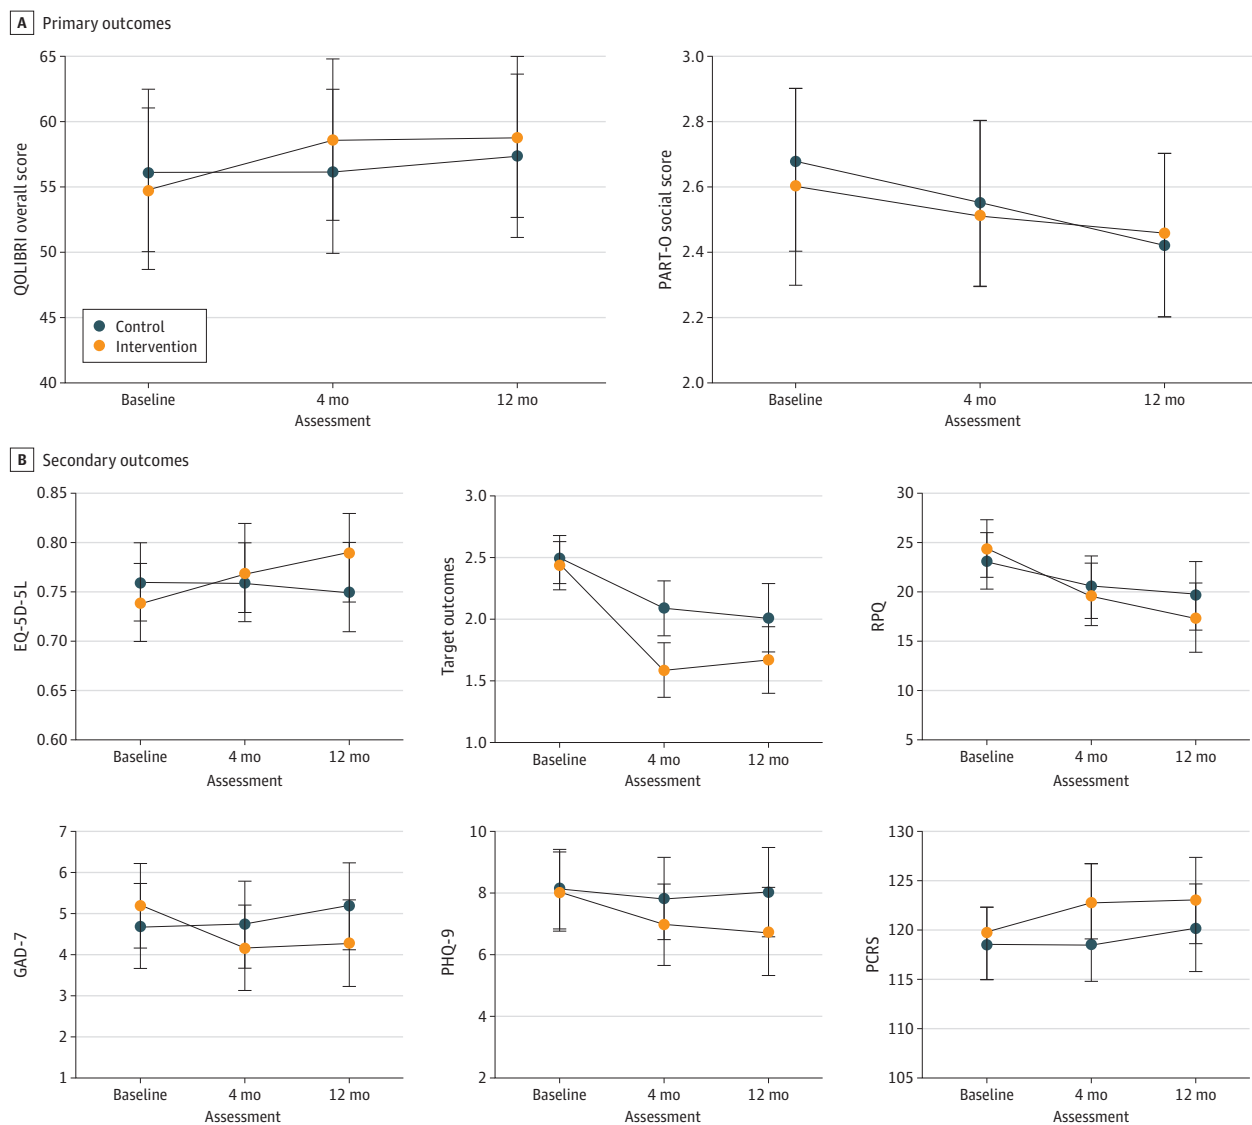 A Primary outcomes
65
60
55
50
45
40
QOLIBRI overall score
Control
Intervention
Baseline 4 mo 12 mo
Assessment
3.0
2.8
2.6
2.4
2.2
2.0
PART-O social score
Baseline 4 mo 12 mo
Assessment
B Secondary outcomes
0.85
0.80
0.75
0.70
0.65
0.60
EQ-5D-5L
Baseline 4 mo 12 mo
Assessment
3.0
2.5
2.0
1.5
1.0
Target outcomes
Baseline 4 mo 12 mo
Assessment
30
25
20
15
10
5
RPQ
Baseline 4 mo 12 mo
Assessment
7
6
5
4
3
2
1
GAD-7
Baseline 4 mo 12 mo
Assessment
10
8
6
4
2
PHQ-9
Baseline 4 mo 12 mo
Assessment
130
125
120
115
110
105
PCRS
Baseline 4 mo 12 mo
Assessment